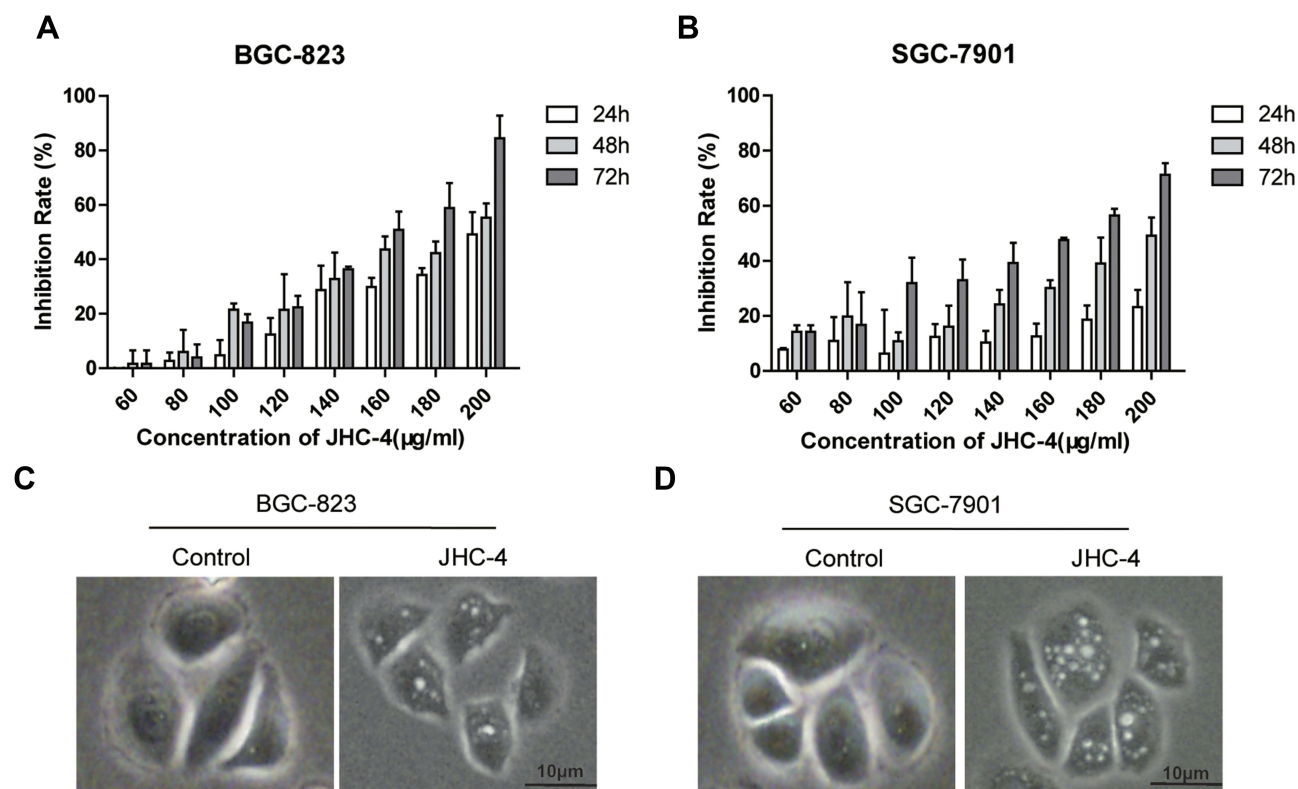 A
BGC-823
100
80
60
40
20
0
Inhibition Rate (%)
60
80
100
120
140
160
180
200
Concentration of JHC-4(µg/ml)
24h
48h
72h
B
SGC-7901
100
80
60
40
20
0
Inhibition Rate (%)
60
80
100
120
140
160
180
200
Concentration of JHC-4(µg/ml)
24h
48h
72h
C
BGC-823
Control JHC-4
10µm
D
SGC-7901
Control JHC-4
10µm